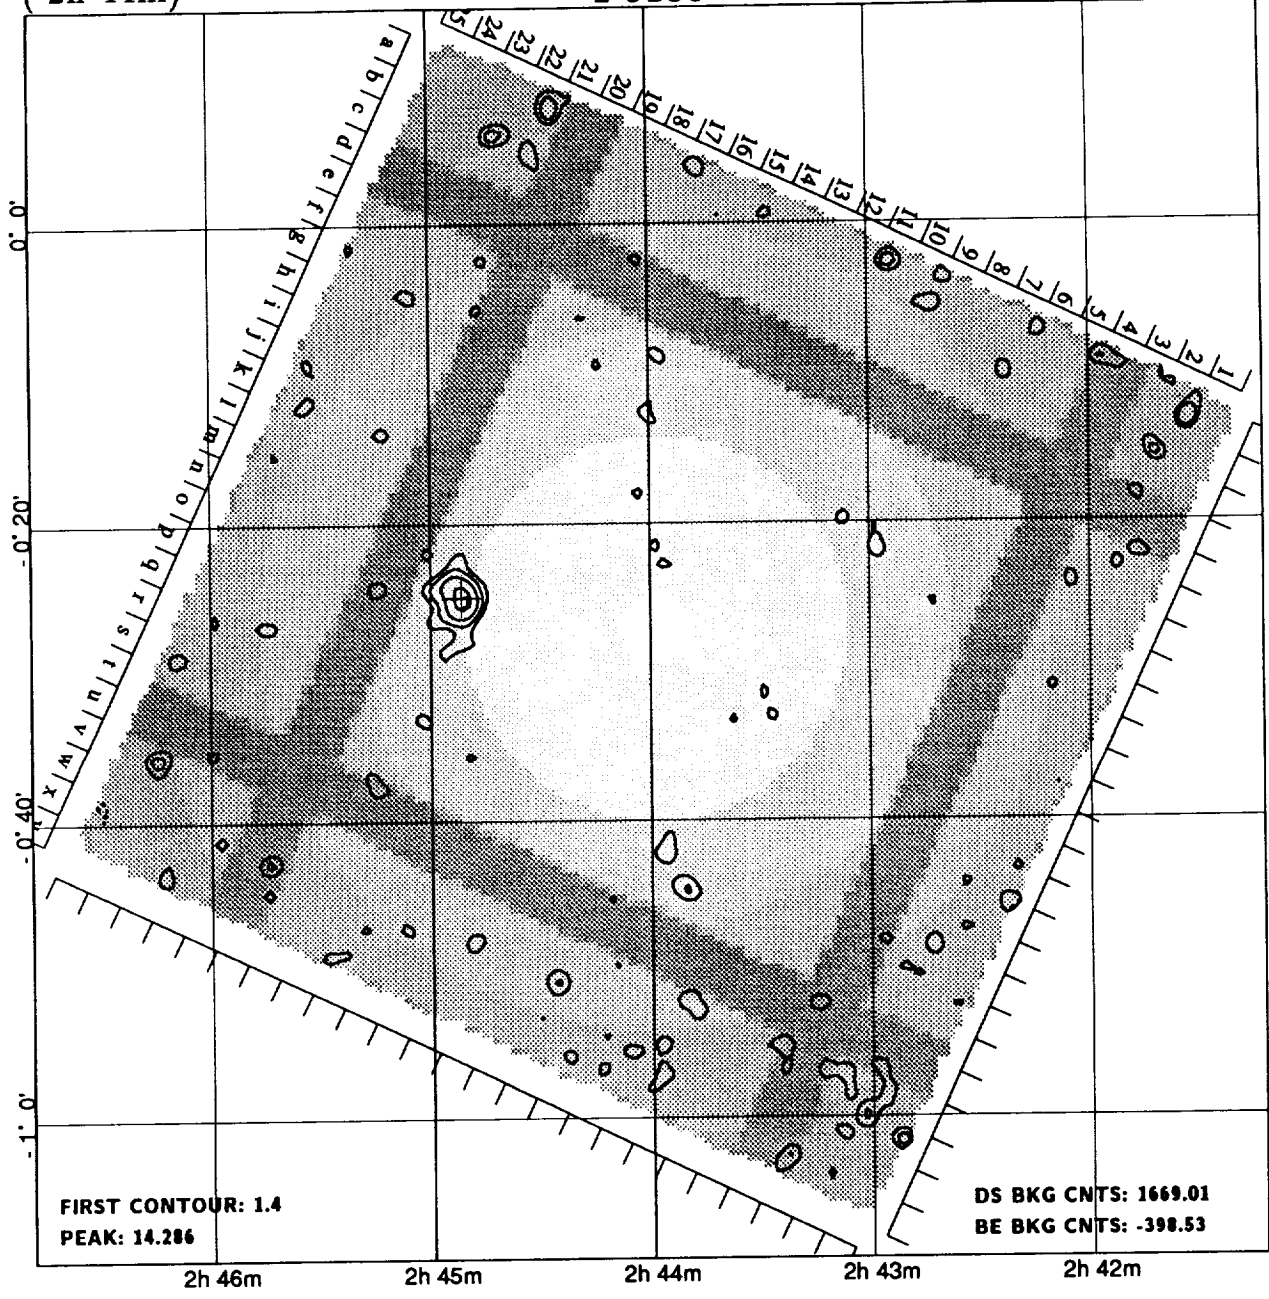 25 24 23 22 21 20 19 18 17 16 15 14 13 12 11 10 9 8 7 6 5 4 3 2 1
a b c d e f g h i j k l m n o p q r s t u v w x
0° 0'
-0° 20'
-0° 40'
-1° 0'
FIRST CONTOUR: 1.4
PEAK: 14.286
DS BKG CNTS: 1669.01
BE BKG CNTS: -398.53
2h 46m 2h 45m 2h 44m 2h 43m 2h 42m